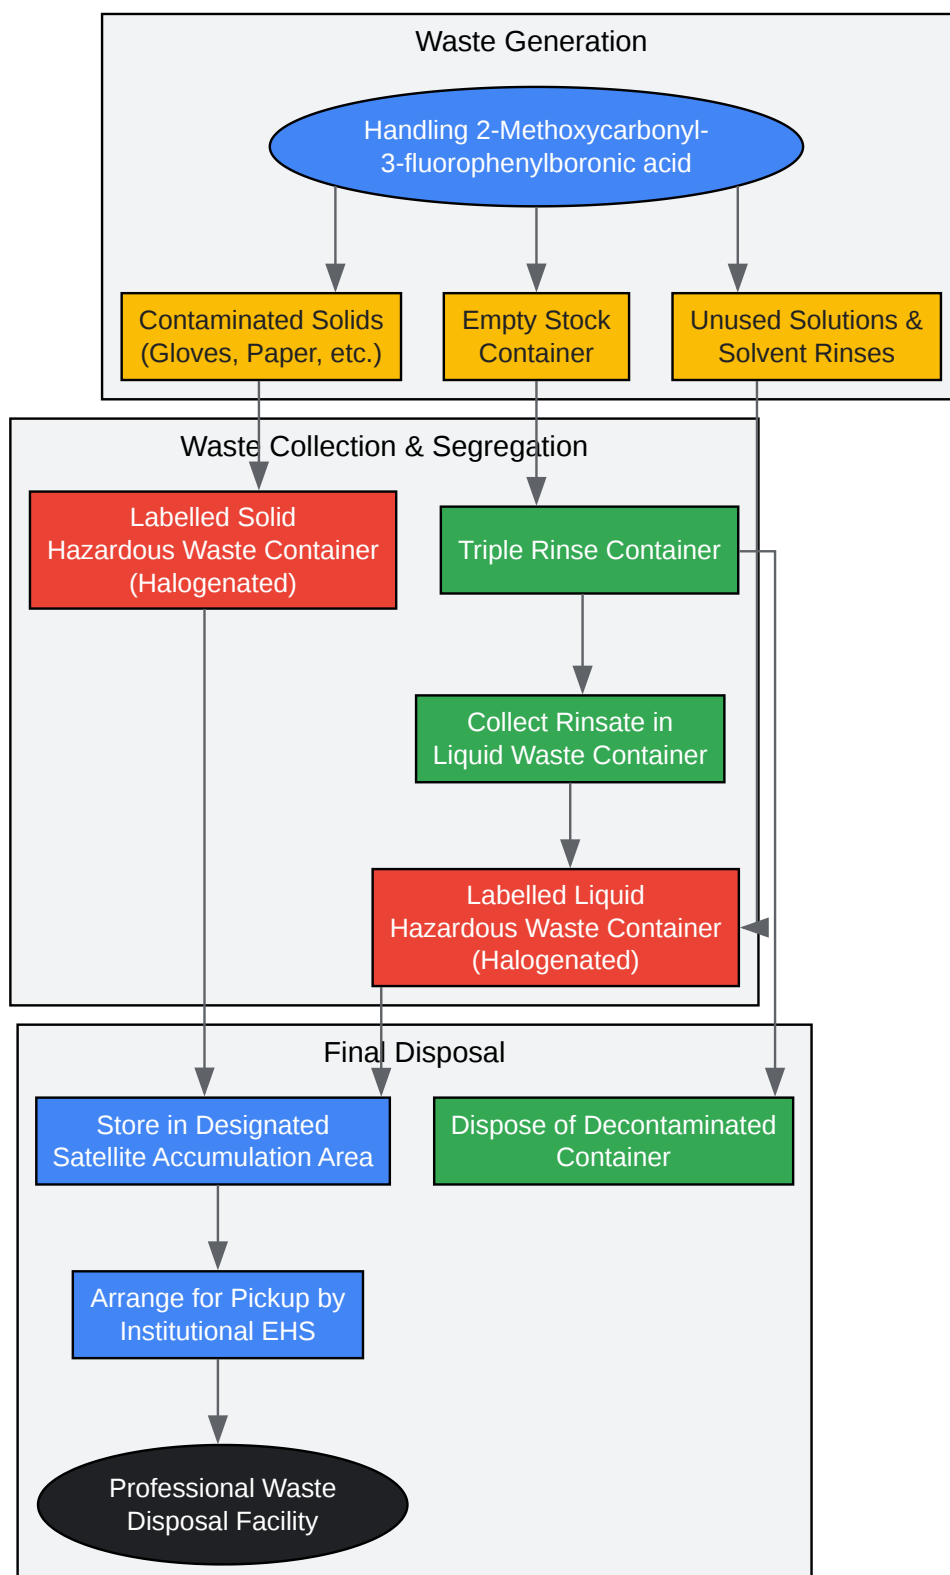 Waste Generation
Handling 2-Methoxycarbonyl-
3-fluorophenylboronic acid
Contaminated Solids
(Gloves, Paper, etc.)
Empty Stock
Container
Unused Solutions &
Solvent Rinses
Waste Collection & Segregation
Labelled Solid
Hazardous Waste Container
(Halogenated)
Triple Rinse Container
Collect Rinsate in
Liquid Waste Container
Labelled Liquid
Hazardous Waste Container
(Halogenated)
Final Disposal
Store in Designated
Satellite Accumulation Area
Dispose of Decontaminated
Container
Arrange for Pickup by
Institutional EHS
Professional Waste
Disposal Facility